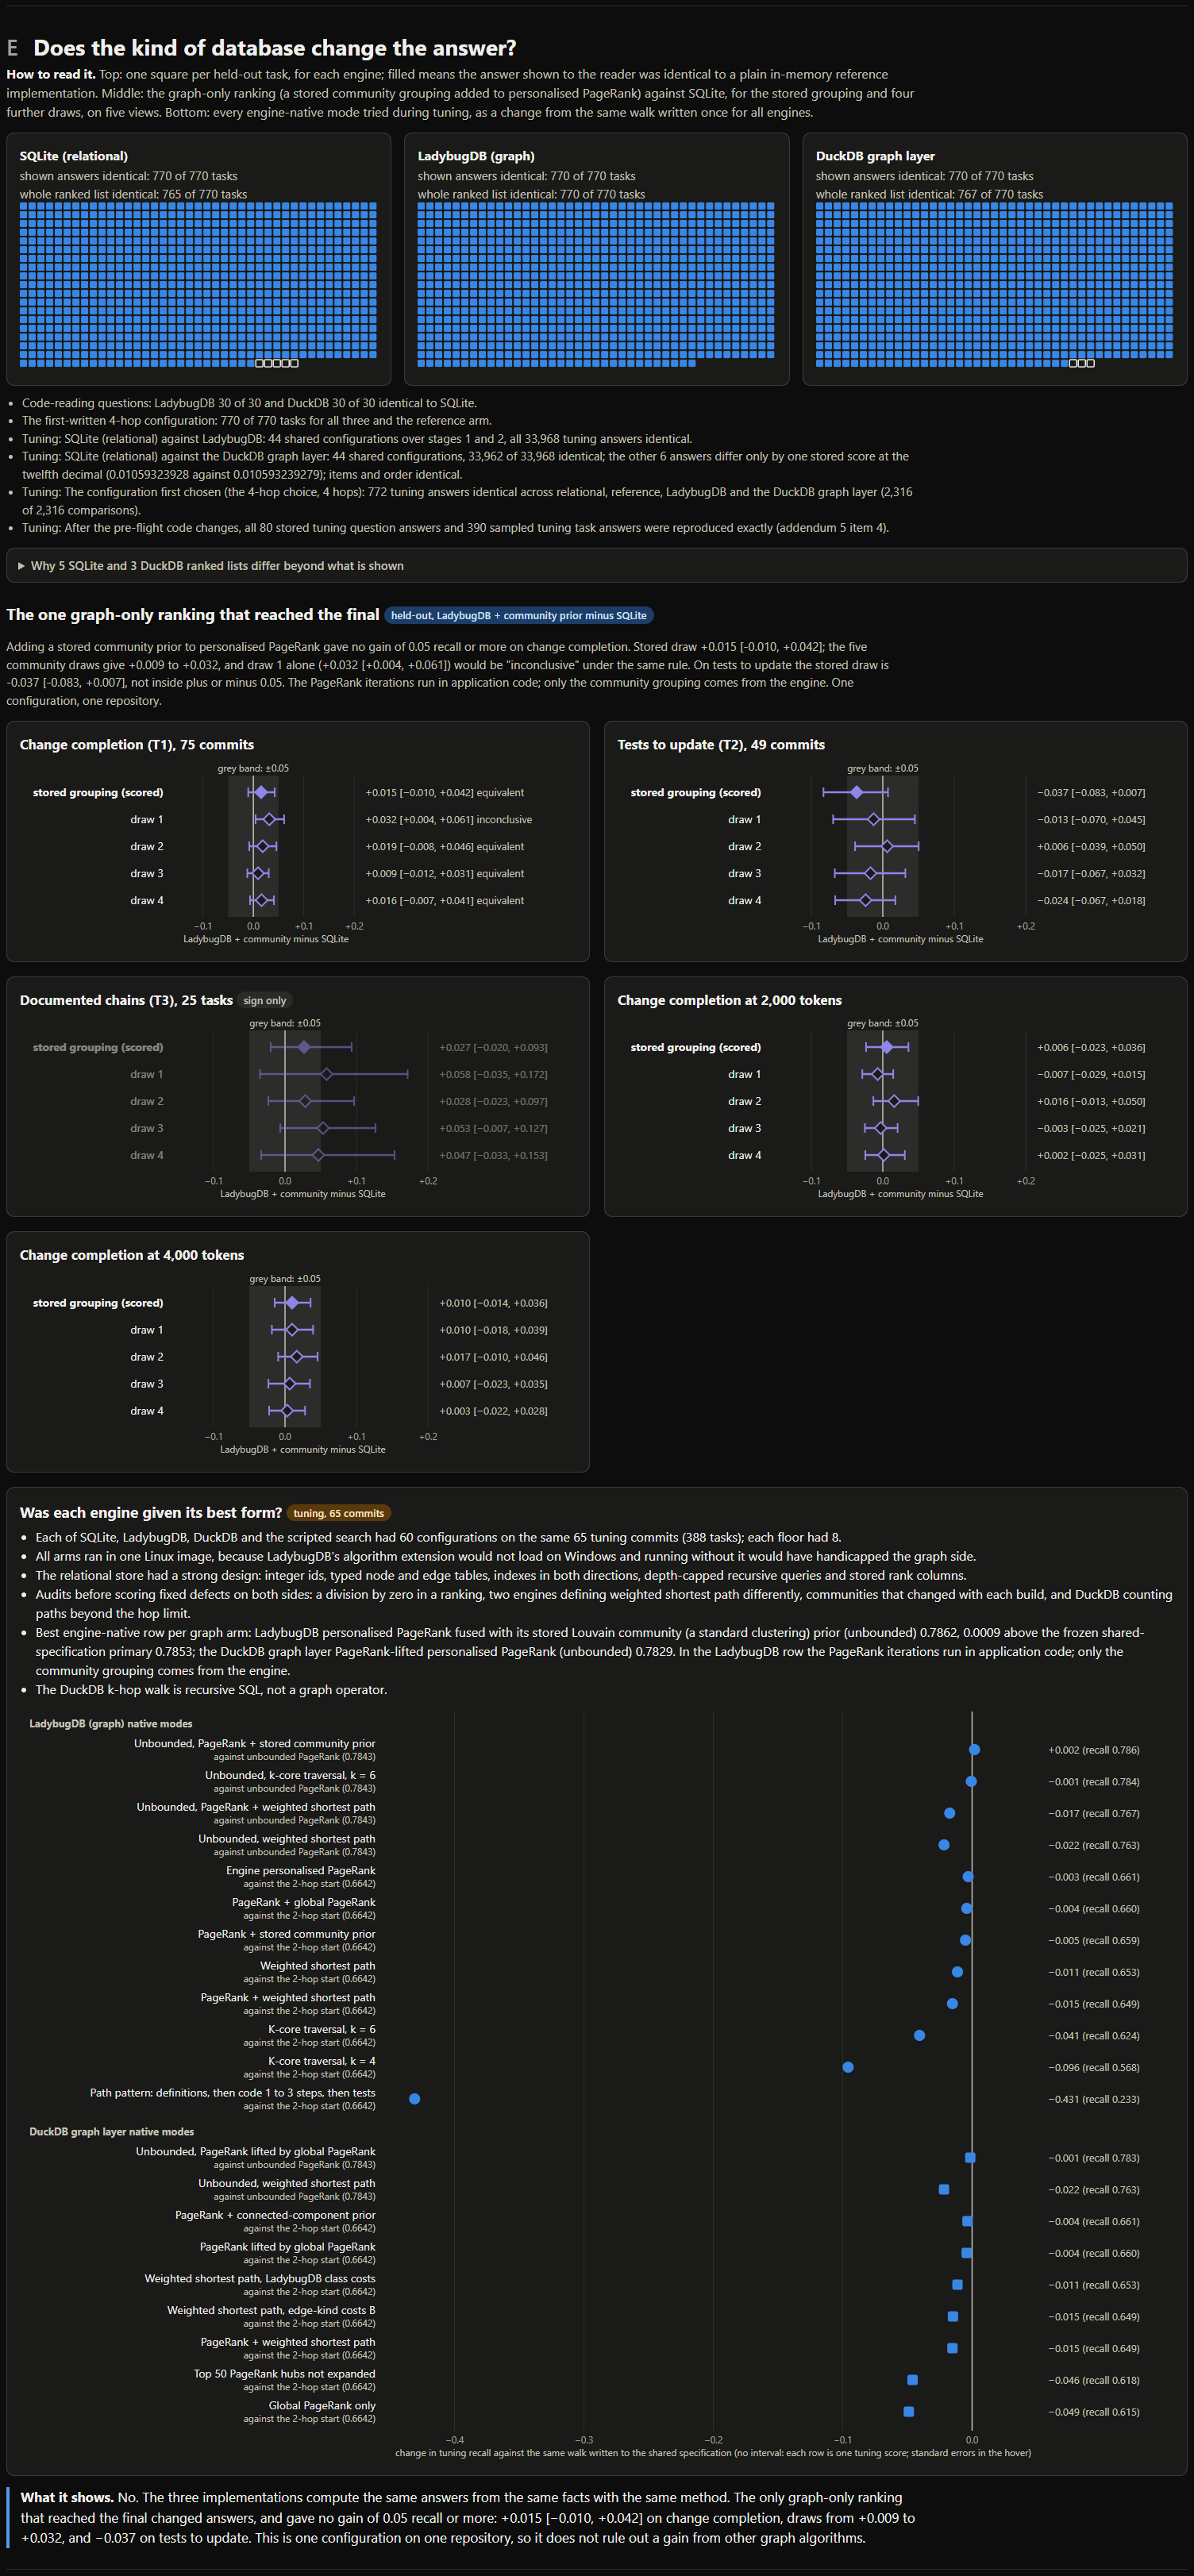 E Does the kind of database change the answer?
How to read it. Top: one square per held-out task, for each engine; filled means the answer shown to the reader was identical to a plain in-memory reference
implementation. Middle: the graph-only ranking (a stored community grouping added to personalised PageRank) against SQLite, for the stored grouping and four
further draws, on five views. Bottom: every engine-native mode tried during tuning, as a change from the same walk written once for all engines.
SQLite (relational)
shown answers identical: 770 of 770 tasks
whole ranked list identical: 765 of 770 tasks
LadybugDB (graph)
shown answers identical: 770 of 770 tasks
whole ranked list identical: 770 of 770 tasks
DuckDB graph layer
shown answers identical: 770 of 770 tasks
whole ranked list identical: 767 of 770 tasks
• Code-reading questions: LadybugDB 30 of 30 and DuckDB 30 of 30 identical to SQLite.
• The first-written 4-hop configuration: 770 of 770 tasks for all three and the reference arm.
• Tuning: SQLite (relational) against LadybugDB: 44 shared configurations over stages 1 and 2, all 33,968 tuning answers identical.
• Tuning: SQLite (relational) against the DuckDB graph layer: 44 shared configurations, 33,962 of 33,968 identical; the other 6 answers differ only by one stored score at the
twelfth decimal (0.01059323928 against 0.010593239279); items and order identical.
• Tuning: The configuration first chosen (the 4-hop choice, 4 hops): 772 tuning answers identical across relational, reference, LadybugDB and the DuckDB graph layer (2,316
of 2,316 comparisons).
• Tuning: After the pre-flight code changes, all 80 stored tuning question answers and 390 sampled tuning task answers were reproduced exactly (addendum 5 item 4).
▶ Why 5 SQLite and 3 DuckDB ranked lists differ beyond what is shown
The one graph-only ranking that reached the final held-out, LadybugDB + community prior minus SQLite
Adding a stored community prior to personalised PageRank gave no gain of 0.05 recall or more on change completion. Stored draw +0.015 [-0.010, +0.042]; the five
community draws give +0.009 to +0.032, and draw 1 alone (+0.032 [+0.004, +0.061]) would be "inconclusive" under the same rule. On tests to update the stored draw is
-0.037 [-0.083, +0.007], not inside plus or minus 0.05. The PageRank iterations run in application code; only the community grouping comes from the engine. One
configuration, one repository.
Change completion (T1), 75 commits
grey band: ±0.05
stored grouping (scored) +0.015 [−0.010, +0.042] equivalent
draw 1 +0.032 [+0.004, +0.061] inconclusive
draw 2 +0.019 [−0.008, +0.046] equivalent
draw 3 +0.009 [−0.012, +0.031] equivalent
draw 4 +0.016 [−0.007, +0.041] equivalent
−0.1 0.0 +0.1 +0.2
LadybugDB + community minus SQLite
Tests to update (T2), 49 commits
grey band: ±0.05
stored grouping (scored) −0.037 [−0.083, +0.007]
draw 1 −0.013 [−0.070, +0.045]
draw 2 +0.006 [−0.039, +0.050]
draw 3 −0.017 [−0.067, +0.032]
draw 4 −0.024 [−0.067, +0.018]
−0.1 0.0 +0.1 +0.2
LadybugDB + community minus SQLite
Documented chains (T3), 25 tasks sign only
grey band: ±0.05
stored grouping (scored) +0.027 [−0.020, +0.093]
draw 1 +0.058 [−0.035, +0.172]
draw 2 +0.028 [−0.023, +0.097]
draw 3 +0.053 [−0.007, +0.127]
draw 4 +0.047 [−0.033, +0.153]
−0.1 0.0 +0.1 +0.2
LadybugDB + community minus SQLite
Change completion at 2,000 tokens
grey band: ±0.05
stored grouping (scored) +0.006 [−0.023, +0.036]
draw 1 −0.007 [−0.029, +0.015]
draw 2 +0.016 [−0.013, +0.050]
draw 3 −0.003 [−0.025, +0.021]
draw 4 +0.002 [−0.025, +0.031]
−0.1 0.0 +0.1 +0.2
LadybugDB + community minus SQLite
Change completion at 4,000 tokens
grey band: ±0.05
stored grouping (scored) +0.010 [−0.014, +0.036]
draw 1 +0.010 [−0.018, +0.039]
draw 2 +0.017 [−0.010, +0.046]
draw 3 +0.007 [−0.023, +0.035]
draw 4 +0.003 [−0.022, +0.028]
−0.1 0.0 +0.1 +0.2
LadybugDB + community minus SQLite
Was each engine given its best form? tuning, 65 commits
• Each of SQLite, LadybugDB, DuckDB and the scripted search had 60 configurations on the same 65 tuning commits (388 tasks); each floor had 8.
• All arms ran in one Linux image, because LadybugDB's algorithm extension would not load on Windows and running without it would have handicapped the graph side.
• The relational store had a strong design: integer ids, typed node and edge tables, indexes in both directions, depth-capped recursive queries and stored rank columns.
• Audits before scoring fixed defects on both sides: a division by zero in a ranking, two engines defining weighted shortest path differently, communities that changed with each build, and DuckDB counting
paths beyond the hop limit.
• Best engine-native row per graph arm: LadybugDB personalised PageRank fused with its stored Louvain community (a standard clustering) prior (unbounded) 0.7862, 0.0009 above the frozen shared-
specification primary 0.7853; the DuckDB graph layer PageRank-lifted personalised PageRank (unbounded) 0.7829. In the LadybugDB row the PageRank iterations run in application code; only the
community grouping comes from the engine.
• The DuckDB k-hop walk is recursive SQL, not a graph operator.
LadybugDB (graph) native modes
Unbounded, PageRank + stored community prior
against unbounded PageRank (0.7843) +0.002 (recall 0.786)
Unbounded, k-core traversal, k = 6
against unbounded PageRank (0.7843) −0.001 (recall 0.784)
Unbounded, PageRank + weighted shortest path
against unbounded PageRank (0.7843) −0.017 (recall 0.767)
Unbounded, weighted shortest path
against unbounded PageRank (0.7843) −0.022 (recall 0.763)
Engine personalised PageRank
against the 2-hop start (0.6642) −0.003 (recall 0.661)
PageRank + global PageRank
against the 2-hop start (0.6642) −0.004 (recall 0.660)
PageRank + stored community prior
against the 2-hop start (0.6642) −0.005 (recall 0.659)
Weighted shortest path
against the 2-hop start (0.6642) −0.011 (recall 0.653)
PageRank + weighted shortest path
against the 2-hop start (0.6642) −0.015 (recall 0.649)
K-core traversal, k = 6
against the 2-hop start (0.6642) −0.041 (recall 0.624)
K-core traversal, k = 4
against the 2-hop start (0.6642) −0.096 (recall 0.568)
Path pattern: definitions, then code 1 to 3 steps, then tests
against the 2-hop start (0.6642) −0.431 (recall 0.233)
DuckDB graph layer native modes
Unbounded, PageRank lifted by global PageRank
against unbounded PageRank (0.7843) −0.001 (recall 0.783)
Unbounded, weighted shortest path
against unbounded PageRank (0.7843) −0.022 (recall 0.763)
PageRank + connected-component prior
against the 2-hop start (0.6642) −0.004 (recall 0.661)
PageRank lifted by global PageRank
against the 2-hop start (0.6642) −0.004 (recall 0.660)
Weighted shortest path, LadybugDB class costs
against the 2-hop start (0.6642) −0.011 (recall 0.653)
Weighted shortest path, edge-kind costs B
against the 2-hop start (0.6642) −0.015 (recall 0.649)
PageRank + weighted shortest path
against the 2-hop start (0.6642) −0.015 (recall 0.649)
Top 50 PageRank hubs not expanded
against the 2-hop start (0.6642) −0.046 (recall 0.618)
Global PageRank only
against the 2-hop start (0.6642) −0.049 (recall 0.615)
−0.4 −0.3 −0.2 −0.1 0.0
change in tuning recall against the same walk written to the shared specification (no interval: each row is one tuning score; standard errors in the hover)
What it shows. No. The three implementations compute the same answers from the same facts with the same method. The only graph-only ranking
that reached the final changed answers, and gave no gain of 0.05 recall or more: +0.015 [−0.010, +0.042] on change completion, draws from +0.009 to
+0.032, and −0.037 on tests to update. This is one configuration on one repository, so it does not rule out a gain from other graph algorithms.